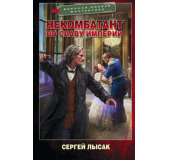 НЕКОМБАТАНТ
ВО СЛАВУ ИМПЕРИИ
СЕРГЕЙ ЛЫСАК